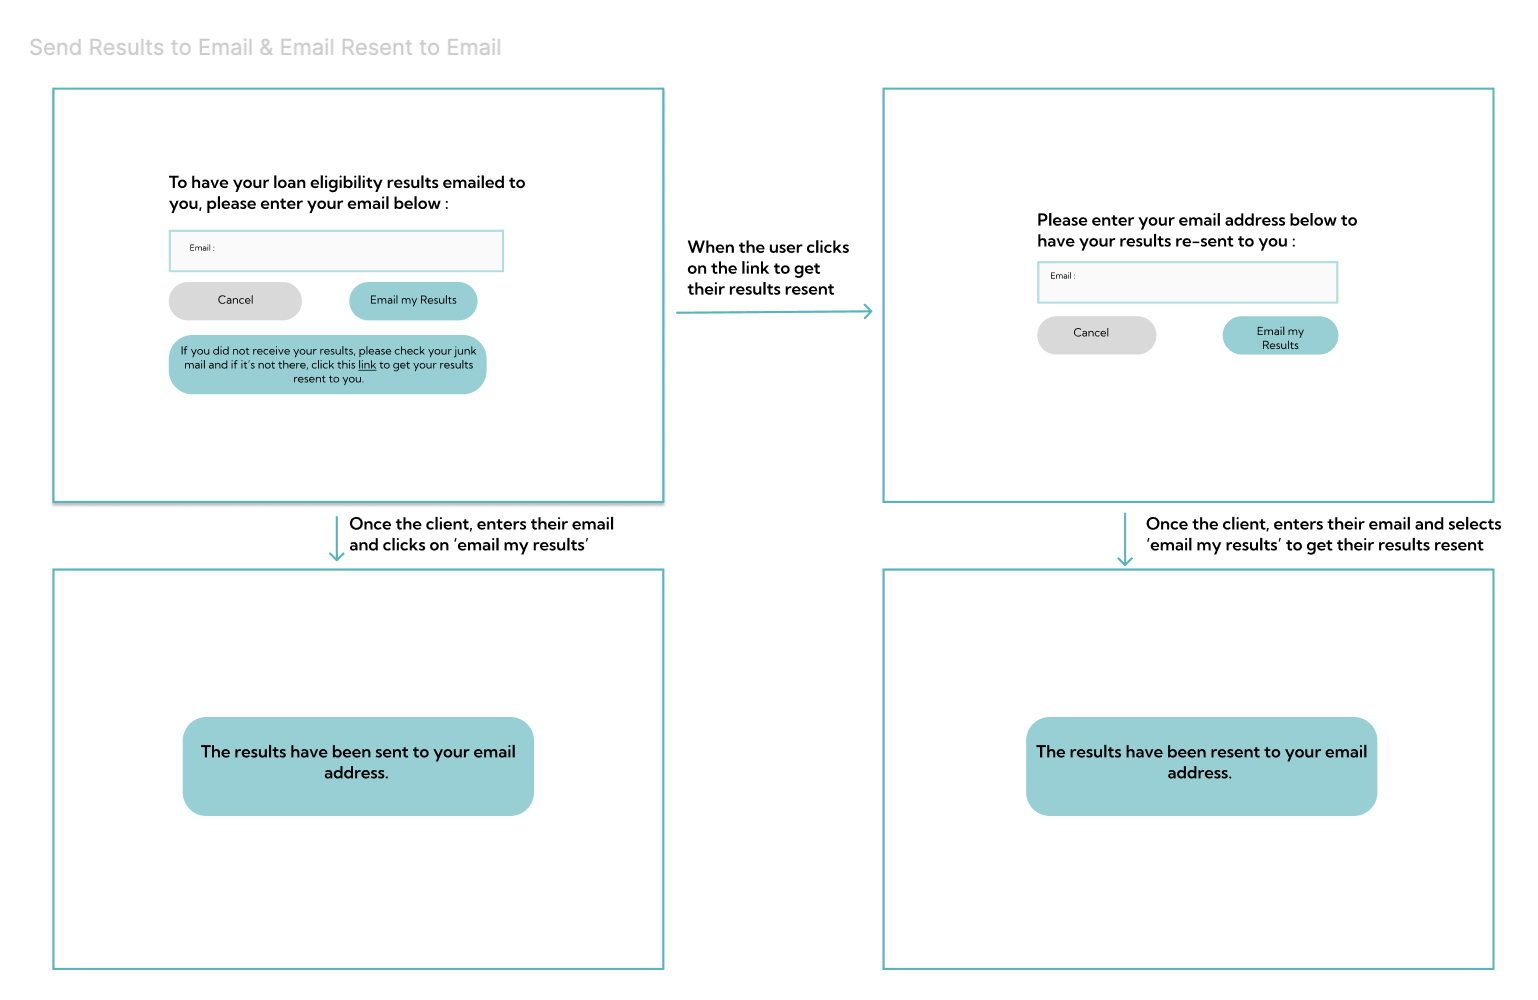 Send Results to Email & Email Resent to Email
To have your loan eligibility results emailed to
you, please enter your email below :
Email :
Cancel
Email my Results
If you did not receive your results, please check your junk
mail and if it's not there, click this link to get your results
resent to you.
When the user clicks
on the link to get
their results resent
Please enter your email address below to
have your results re-sent to you :
Email :
Cancel
Email my
Results
Once the client, enters their email
and clicks on ‘email my results’
Once the client, enters their email and selects
‘email my results’ to get their results resent
The results have been sent to your email
address.
The results have been resent to your email
address.